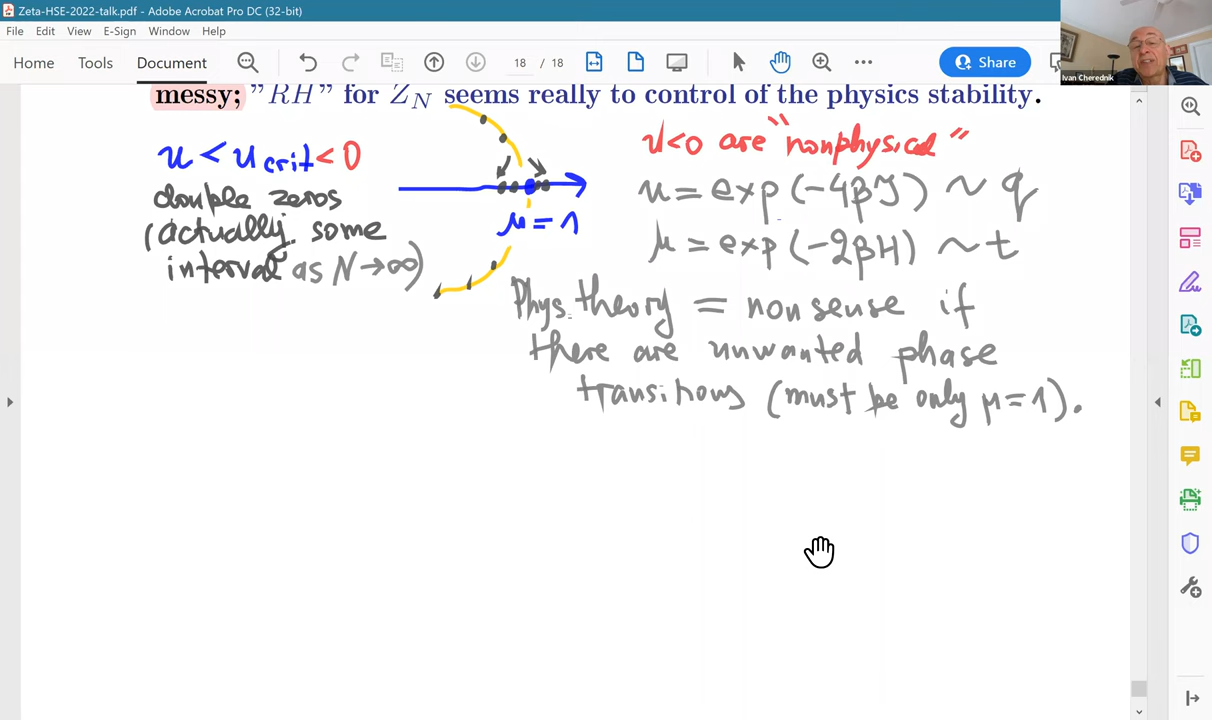 Zeta-HSE-2022-talk.pdf - Adobe Acrobat Pro DC (32-bit)
File Edit View E-Sign Window Help
Home Tools Document 18 / 18 Share
Ivan Cherednik
messy; "RH" for Z_N seems really to control of the physics stability.
u < u crit < 0
double zeros
(actually some
interval as N→∞)
μ = 1
u<0 are "nonphysical"
u = exp(-4βJ) ~ q
μ = exp(-2βH) ~ t
Phys. theory = nonsense if
there are unwanted phase
transitions (must be only μ=1).